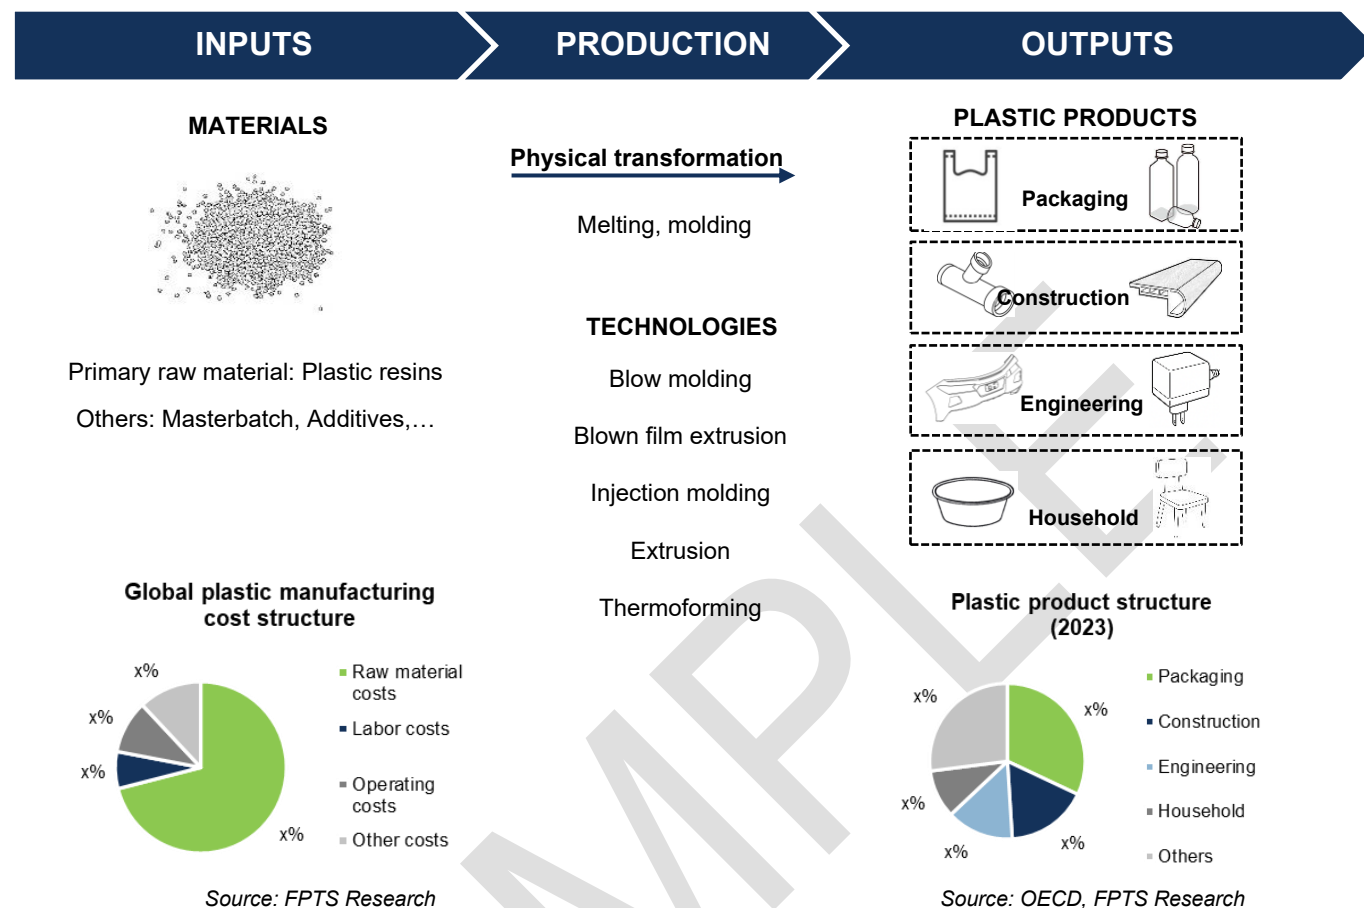 INPUTS
PRODUCTION
OUTPUTS
MATERIALS
Primary raw material: Plastic resins
Others: Masterbatch, Additives,…
Physical transformation
Melting, molding
TECHNOLOGIES
Blow molding
Blown film extrusion
Injection molding
Extrusion
Thermoforming
PLASTIC PRODUCTS
Packaging
Construction
Engineering
Household
Global plastic manufacturing
cost structure
x%
x%
x%
x%
Raw material
costs
Labor costs
Operating
costs
Other costs
Source: FPTS Research
Plastic product structure
(2023)
x%
x%
x%
x%
x%
Packaging
Construction
Engineering
Household
Others
Source: OECD, FPTS Research